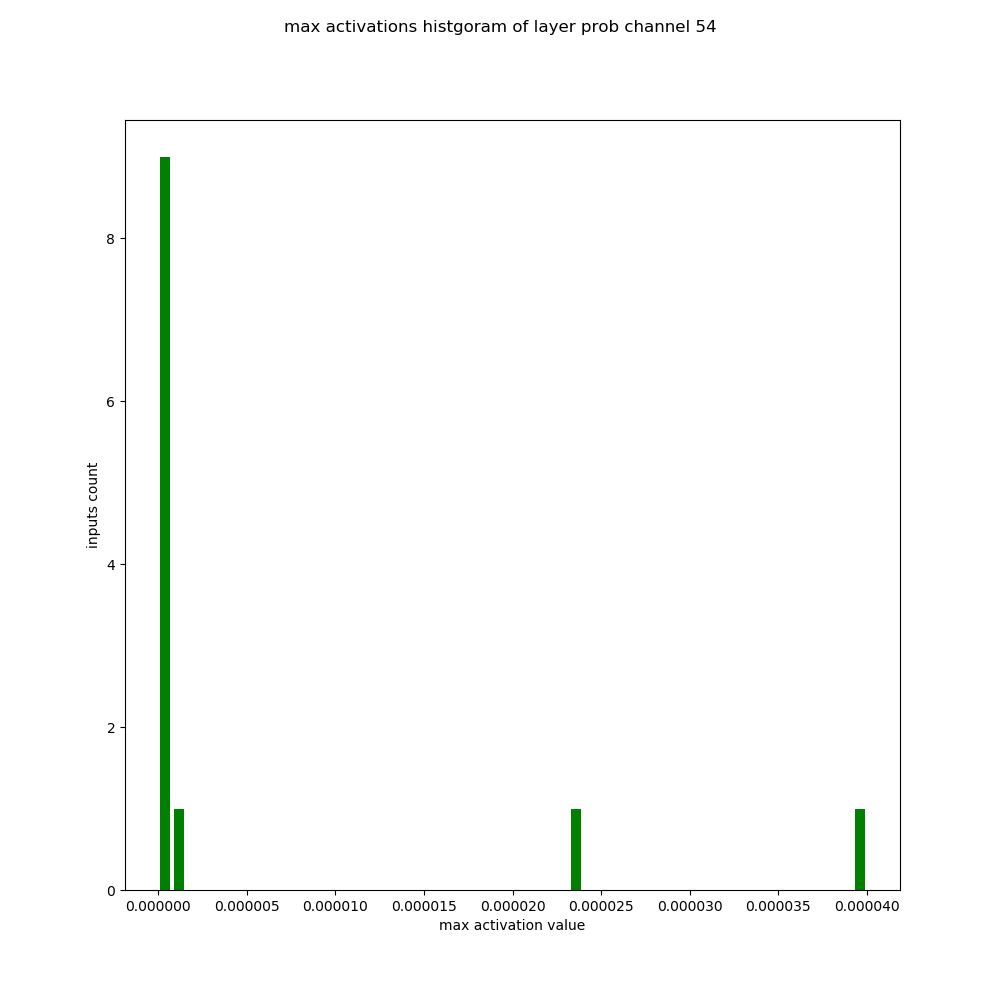 max activations histgoram of layer prob channel 54
8
6
4
2
0
inputs count
0.000000 0.000005 0.000010 0.000015 0.000020 0.000025 0.000030 0.000035 0.000040
max activation value